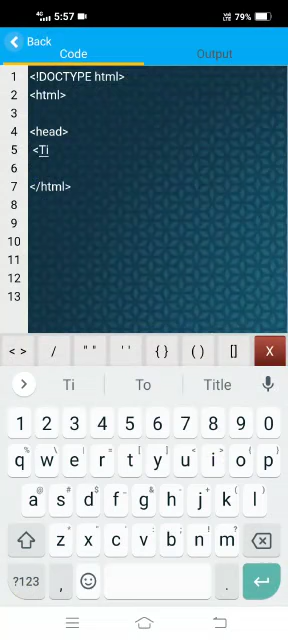 4G 5:57 79%
Back
Code Output
1 <!DOCTYPE html>
2 <html>
3
4 <head>
5 <Ti
6
7 </html>
8
9
10
11
12
13
< > / " " ' ' { } ( ) [] X
Ti To Title
1 2 3 4 5 6 7 8 9 0
q w e r t y u i o p
a s d f g h j k l
z x c v b n m
?123 , .